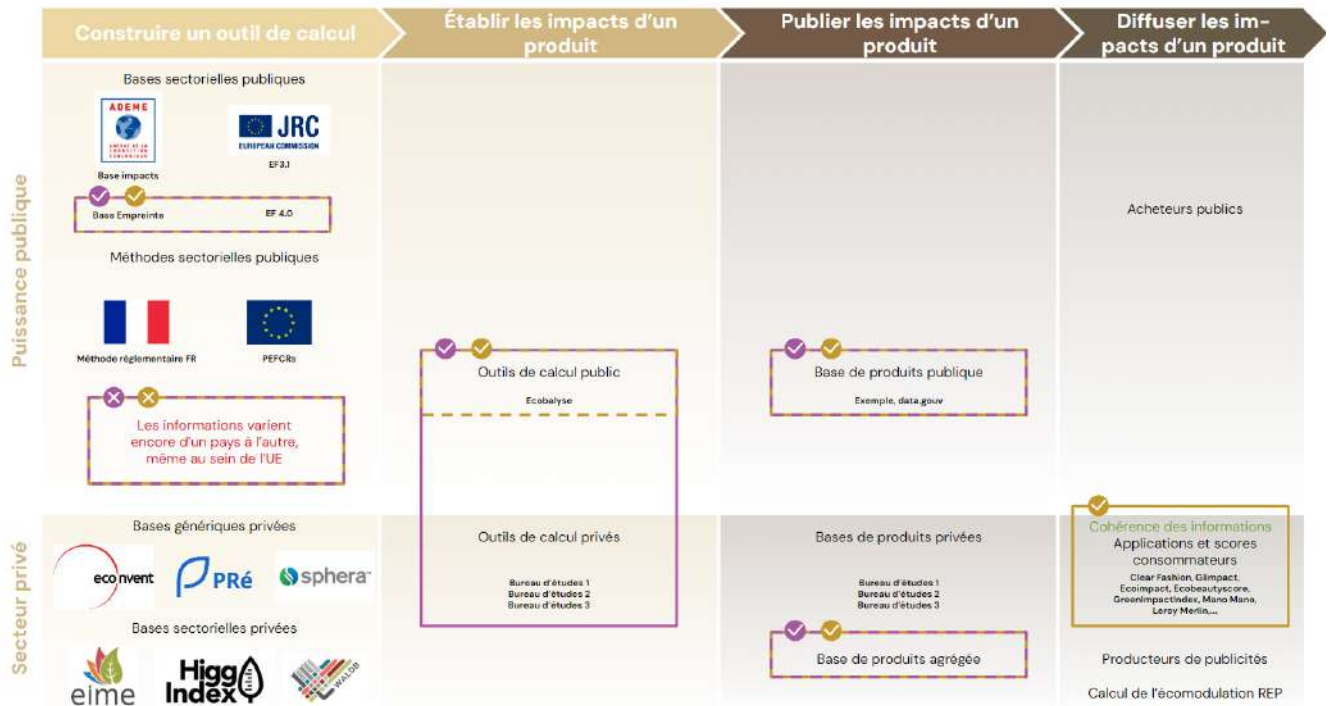 Construire un outil de calcul
Établir les impacts d'un
produit
Publier les impacts d'un
produit
Diffuser les im-
pacts d'un produit
Puissance publique
Bases sectorielles publiques
ADEME
AGENCE DE LA
TRANSITION
ÉCOLOGIQUE
Base impacts
JRC
EUROPEAN COMMISSION
EF3.1
Base Empreinte
EF 4.0
Méthodes sectorielles publiques
Méthode réglementaire FR
PEFCRs
Les informations varient
encore d'un pays à l'autre,
même au sein de l'UE
Outils de calcul public
Ecobalyse
Base de produits publique
Exemple, data.gouv
Acheteurs publics
Secteur privé
Bases génériques privées
ecoinvent
PRé
sphera
Bases sectorielles privées
eime
Higg
Index
WALDB
Outils de calcul privés
Bureau d'études 1
Bureau d'études 2
Bureau d'études 3
Bases de produits privées
Bureau d'études 1
Bureau d'études 2
Bureau d'études 3
Base de produits agrégée
Cohérence des informations
Applications et scores
consommateurs
Clear Fashion, Glimpact,
Ecoimpact, Ecobeautyscore,
GreenimpactIndex, Mano Mano,
Leroy Merlin,...
Producteurs de publicités
Calcul de l'écomodulation REP